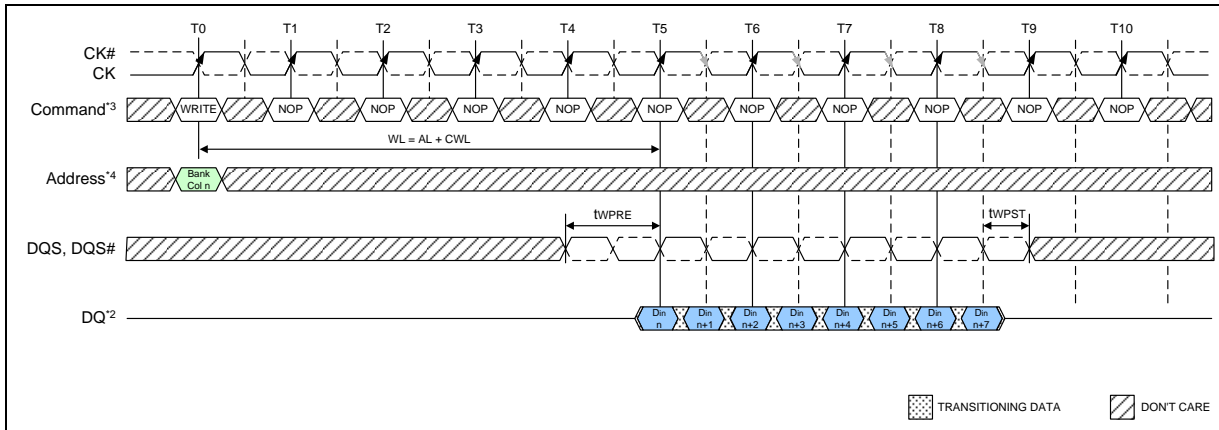 T0 T1 T2 T3 T4 T5 T6 T7 T8 T9 T10
CK#
CK
Command*3 WRITE NOP NOP NOP NOP NOP NOP NOP NOP NOP NOP
WL = AL + CWL
Address*4 Bank Col n
tWPRE tWPST
DQS, DQS#
DQ*2 Din n Din n+1 Din n+2 Din n+3 Din n+4 Din n+5 Din n+6 Din n+7
TRANSITIONING DATA DON'T CARE